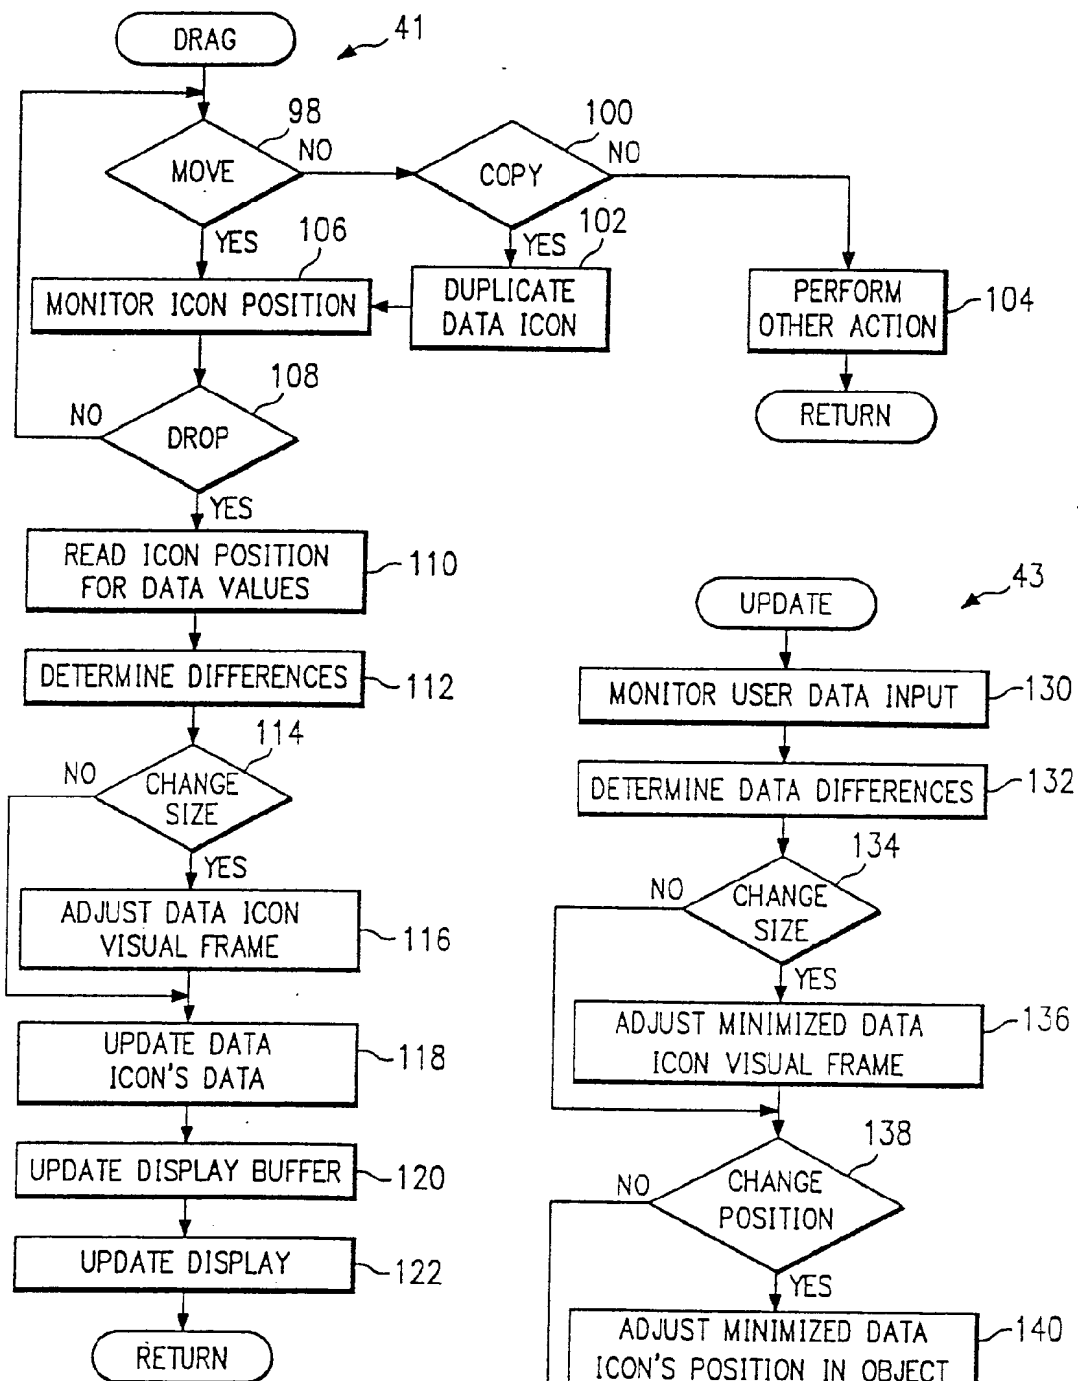 DRAG
41
98
MOVE
NO
100
COPY
NO
YES
106
MONITOR ICON POSITION
YES
102
DUPLICATE
DATA ICON
PERFORM
OTHER ACTION
104
RETURN
108
DROP
NO
YES
READ ICON POSITION
FOR DATA VALUES
110
DETERMINE DIFFERENCES
112
114
NO
CHANGE
SIZE
YES
ADJUST DATA ICON
VISUAL FRAME
116
UPDATE DATA
ICON'S DATA
118
UPDATE DISPLAY BUFFER
120
UPDATE DISPLAY
122
RETURN
UPDATE
43
MONITOR USER DATA INPUT
130
DETERMINE DATA DIFFERENCES
132
134
NO
CHANGE
SIZE
YES
ADJUST MINIMIZED DATA
ICON VISUAL FRAME
136
138
NO
CHANGE
POSITION
YES
ADJUST MINIMIZED DATA
ICON'S POSITION IN OBJECT
140